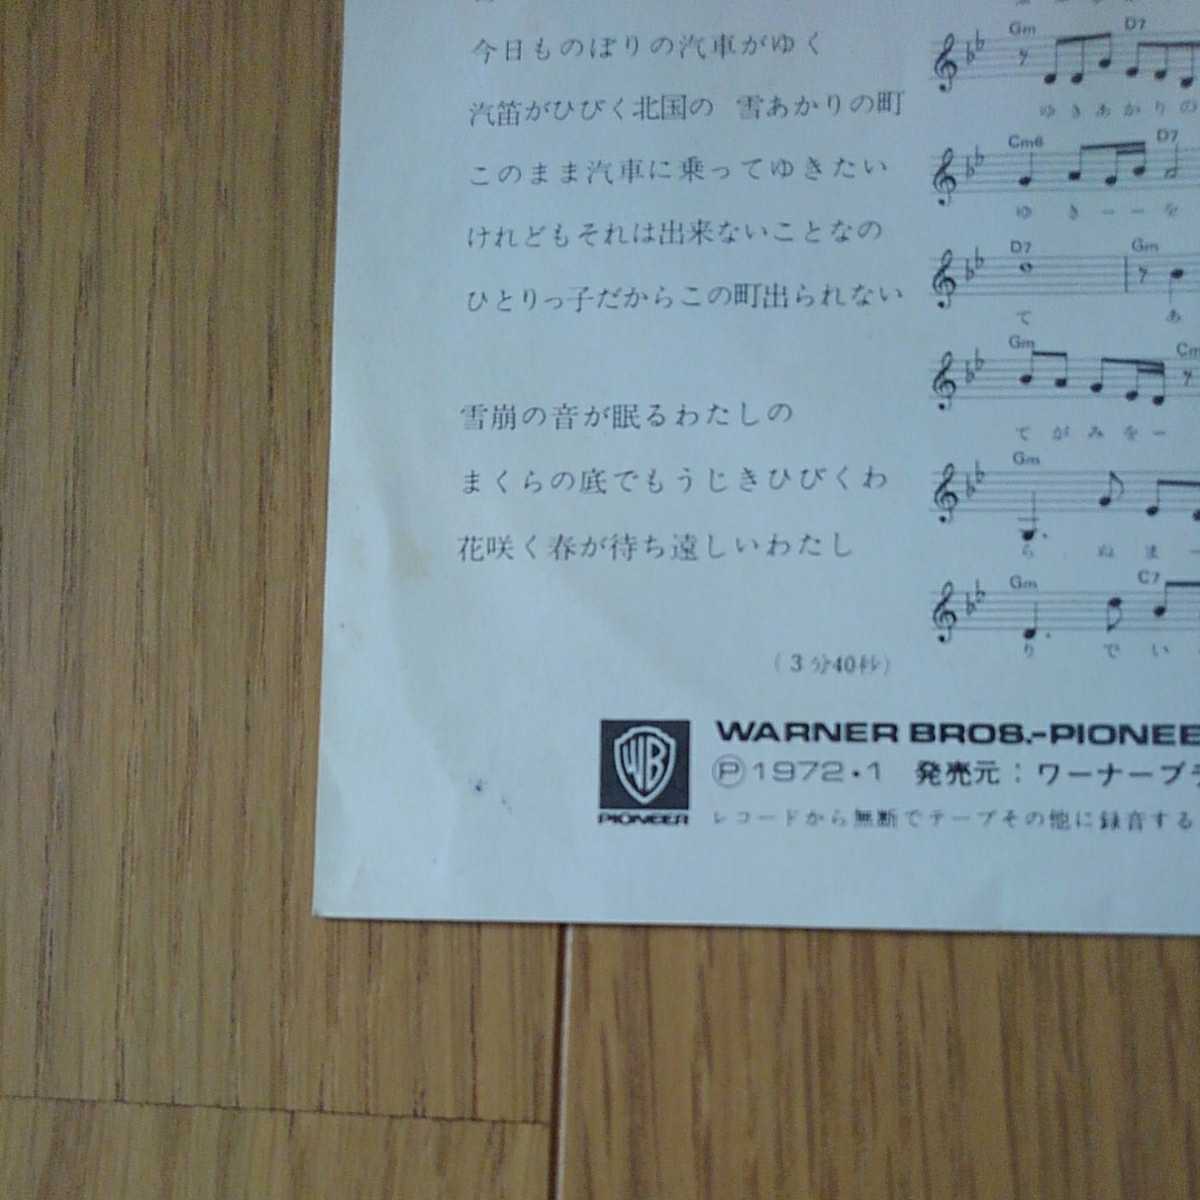 今日ものぼりの汽車がゆく
汽笛がひびく北国の 雪あかりの町
このまま汽車に乗ってゆきたい
けれどもそれは出来ないことなの
ひとりっ子だからこの町出られない
雪崩の音が眠るわたしの
まくらの底でもうじきひびくわ
花咲く春が待ち遠しいわたし
(3分40秒)
Gm D7
ゆきあかりの
Cm6 D7
ゆきーーを
D7 Gm
て あ
Gm Cm
てがみをー
Gm
らぬまー
Gm C7
りでい
WB
PIONEER
WARNER BROS.-PIONEE
Ⓟ1972・1 発売元:ワーナーブラ
レコードから無断でテープその他に録音する